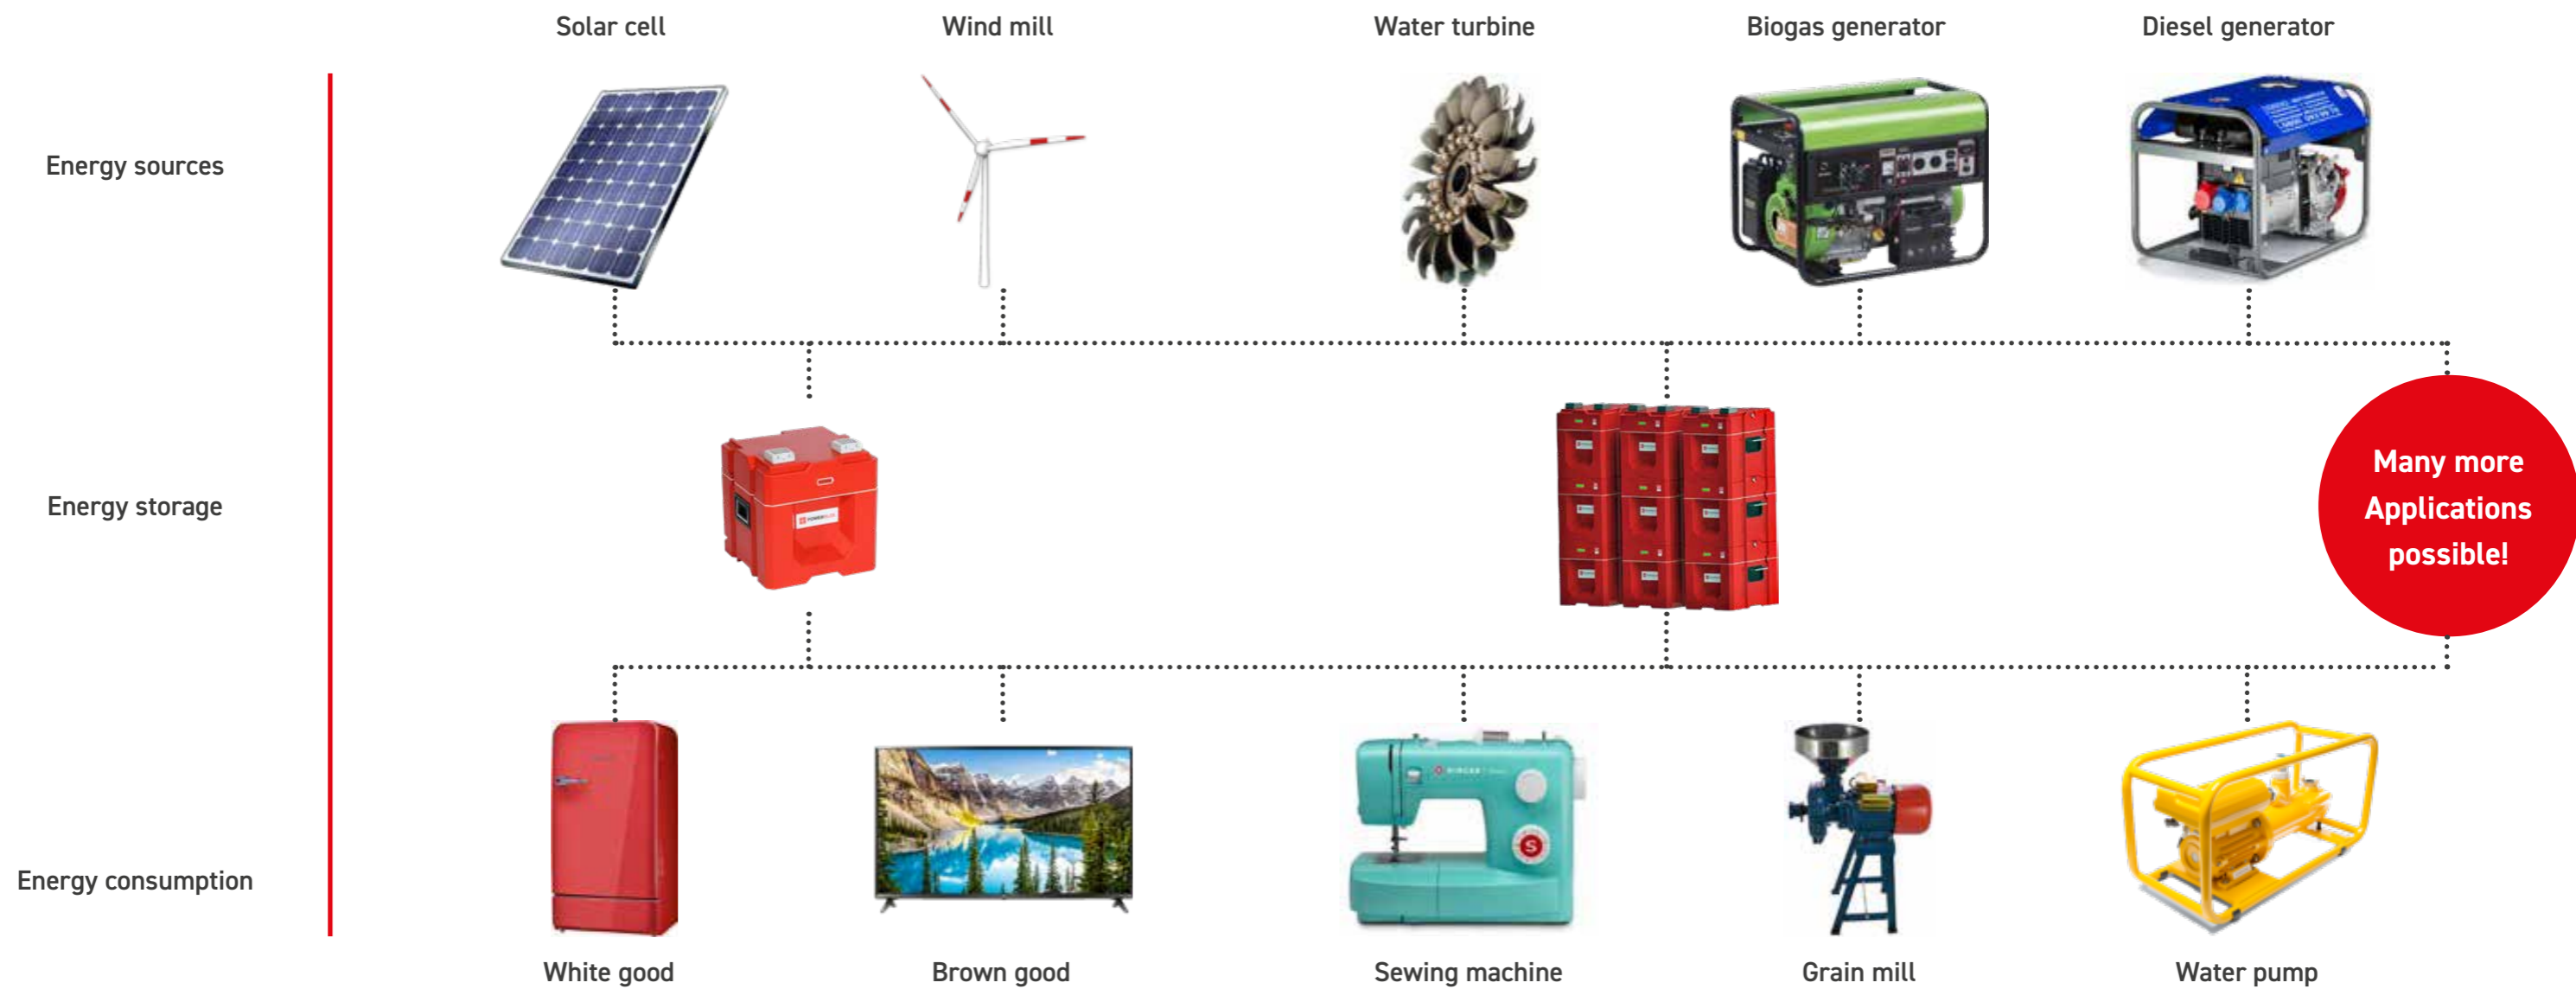 Solar cell
Wind mill
Water turbine
Biogas generator
Diesel generator
Energy sources
Energy storage
Many more
Applications
possible!
Energy consumption
SINGER
S
White good
Brown good
Sewing machine
Grain mill
Water pump